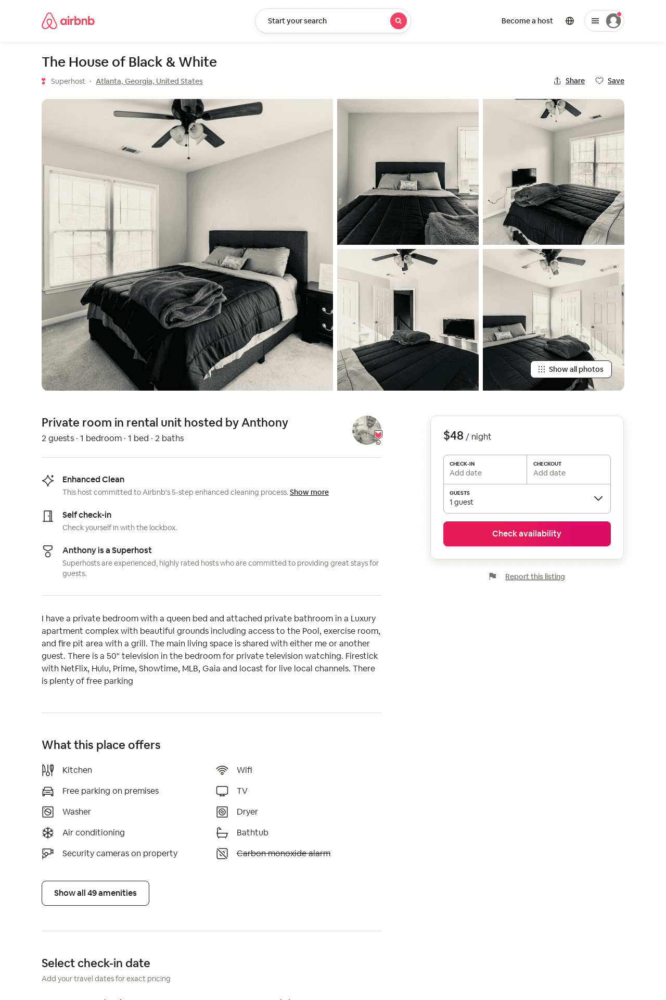 airbnb
Start your search
Become a host
The House of Black & White
Superhost · Atlanta, Georgia, United States
Share
Save
home
Show all photos
Private room in rental unit hosted by Anthony
2 guests · 1 bedroom · 1 bed · 2 baths
$48 / night
CHECK-IN
Add date
CHECKOUT
Add date
GUESTS
1 guest
Check availability
Report this listing
Enhanced Clean
This host committed to Airbnb's 5-step enhanced cleaning process. Show more
Self check-in
Check yourself in with the lockbox.
Anthony is a Superhost
Superhosts are experienced, highly rated hosts who are committed to providing great stays for
guests.
I have a private bedroom with a queen bed and attached private bathroom in a Luxury
apartment complex with beautiful grounds including access to the Pool, exercise room,
and fire pit area with a grill. The main living space is shared with either me or another
guest. There is a 50" television in the bedroom for private television watching. Firestick
with NetFlix, Hulu, Prime, Showtime, MLB, Gaia and locast for live local channels. There
is plenty of free parking
What this place offers
Kitchen
Wifi
Free parking on premises
TV
Washer
Dryer
Air conditioning
Bathtub
Security cameras on property
Carbon monoxide alarm
Show all 49 amenities
Select check-in date
Add your travel dates for exact pricing